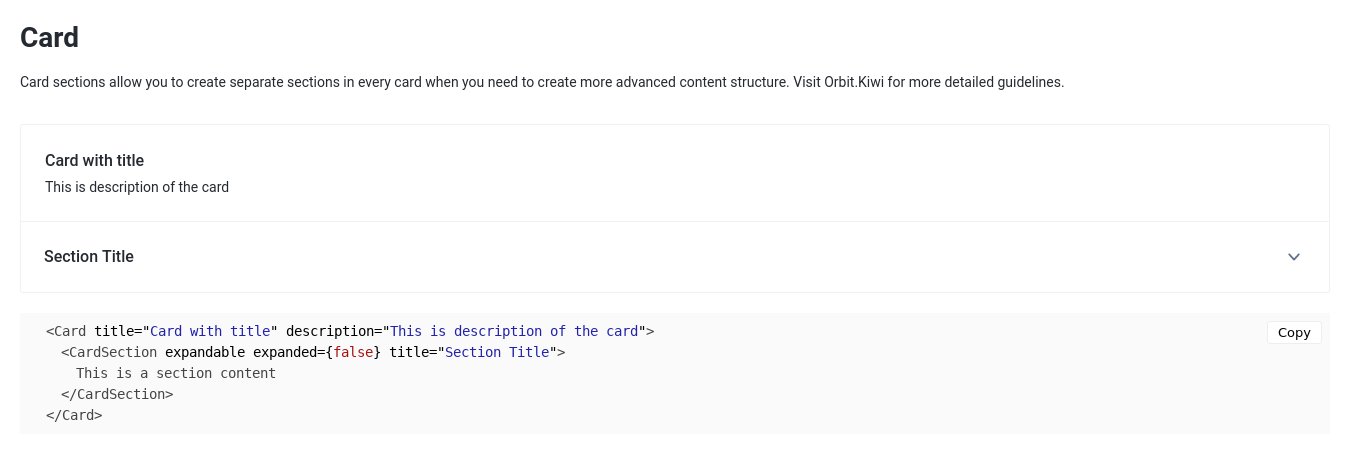 Card
Card sections allow you to create separate sections in every card when you need to create more advanced content structure. Visit Orbit.Kiwi for more detailed guidelines.
Card with title
This is description of the card
Section Title
<Card title="Card with title" description="This is description of the card">
Copy
<CardSection expandable expanded={false} title="Section Title">
This is a section content
</CardSection>
</Card>